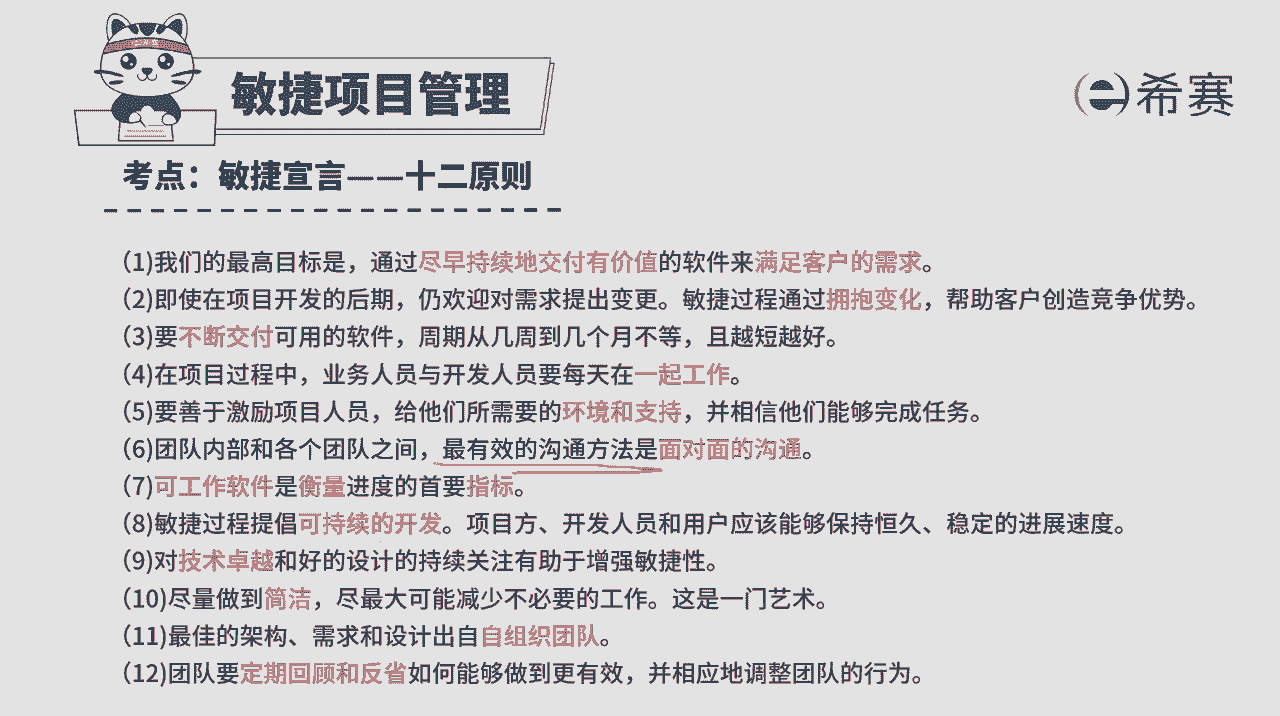 敏捷项目管理
希赛
考点：敏捷宣言——十二原则
(1)我们的最高目标是，通过尽早持续地交付有价值的软件来满足客户的需求。
(2)即使在项目开发的后期，仍欢迎对需求提出变更。敏捷过程通过拥抱变化，帮助客户创造竞争优势。
(3)要不断交付可用的软件，周期从几周到几个月不等，且越短越好。
(4)在项目过程中，业务人员与开发人员要每天在一起工作。
(5)要善于激励项目人员，给他们所需要的环境和支持，并相信他们能够完成任务。
(6)团队内部和各个团队之间，最有效的沟通方法是面对面的沟通。
(7)可工作软件是衡量进度的首要指标。
(8)敏捷过程提倡可持续的开发。项目方、开发人员和用户应该能够保持恒久、稳定的进展速度。
(9)对技术卓越和好的设计的持续关注有助于增强敏捷性。
(10)尽量做到简洁，尽最大可能减少不必要的工作。这是一门艺术。
(11)最佳的架构、需求和设计出自自组织团队。
(12)团队要定期回顾和反省如何能够做到更有效，并相应地调整团队的行为。